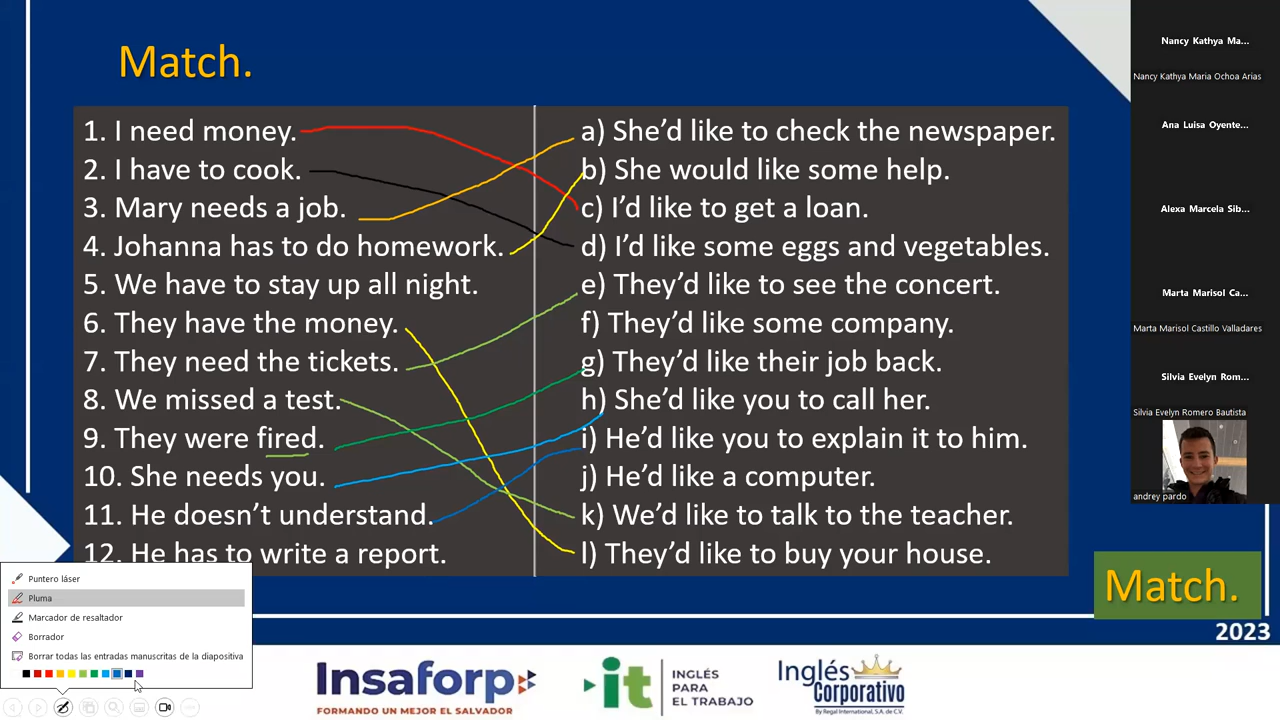 Match.
1. I need money.
2. I have to cook.
3. Mary needs a job.
4. Johanna has to do homework.
5. We have to stay up all night.
6. They have the money.
7. They need the tickets.
8. We missed a test.
9. They were fired.
10. She needs you.
11. He doesn't understand.
12. He has to write a report.
a) She'd like to check the newspaper.
b) She would like some help.
c) I'd like to get a loan.
d) I'd like some eggs and vegetables.
e) They'd like to see the concert.
f) They'd like some company.
g) They'd like their job back.
h) She'd like you to call her.
i) He'd like you to explain it to him.
j) He'd like a computer.
k) We'd like to talk to the teacher.
l) They'd like to buy your house.
Match.
2023
Nancy Kathya Ma...
Nancy Kathya Maria Ochoa Arias
Ana Luisa Oyente...
Alexa Marcela Sib...
Marta Marisol Ca...
Marta Marisol Castillo Valladares
Silvia Evelyn Rom...
Silvia Evelyn Romero Bautista
andrey pardo
Puntero láser
Pluma
Marcador de resaltador
Borrador
Borrar todas las entradas manuscritas de la diapositiva
Insaforp
FORMANDO UN MEJOR EL SALVADOR
it
INGLÉS
PARA EL
TRABAJO
Inglés
Corporativo
By Regal International, S.A. de C.V.